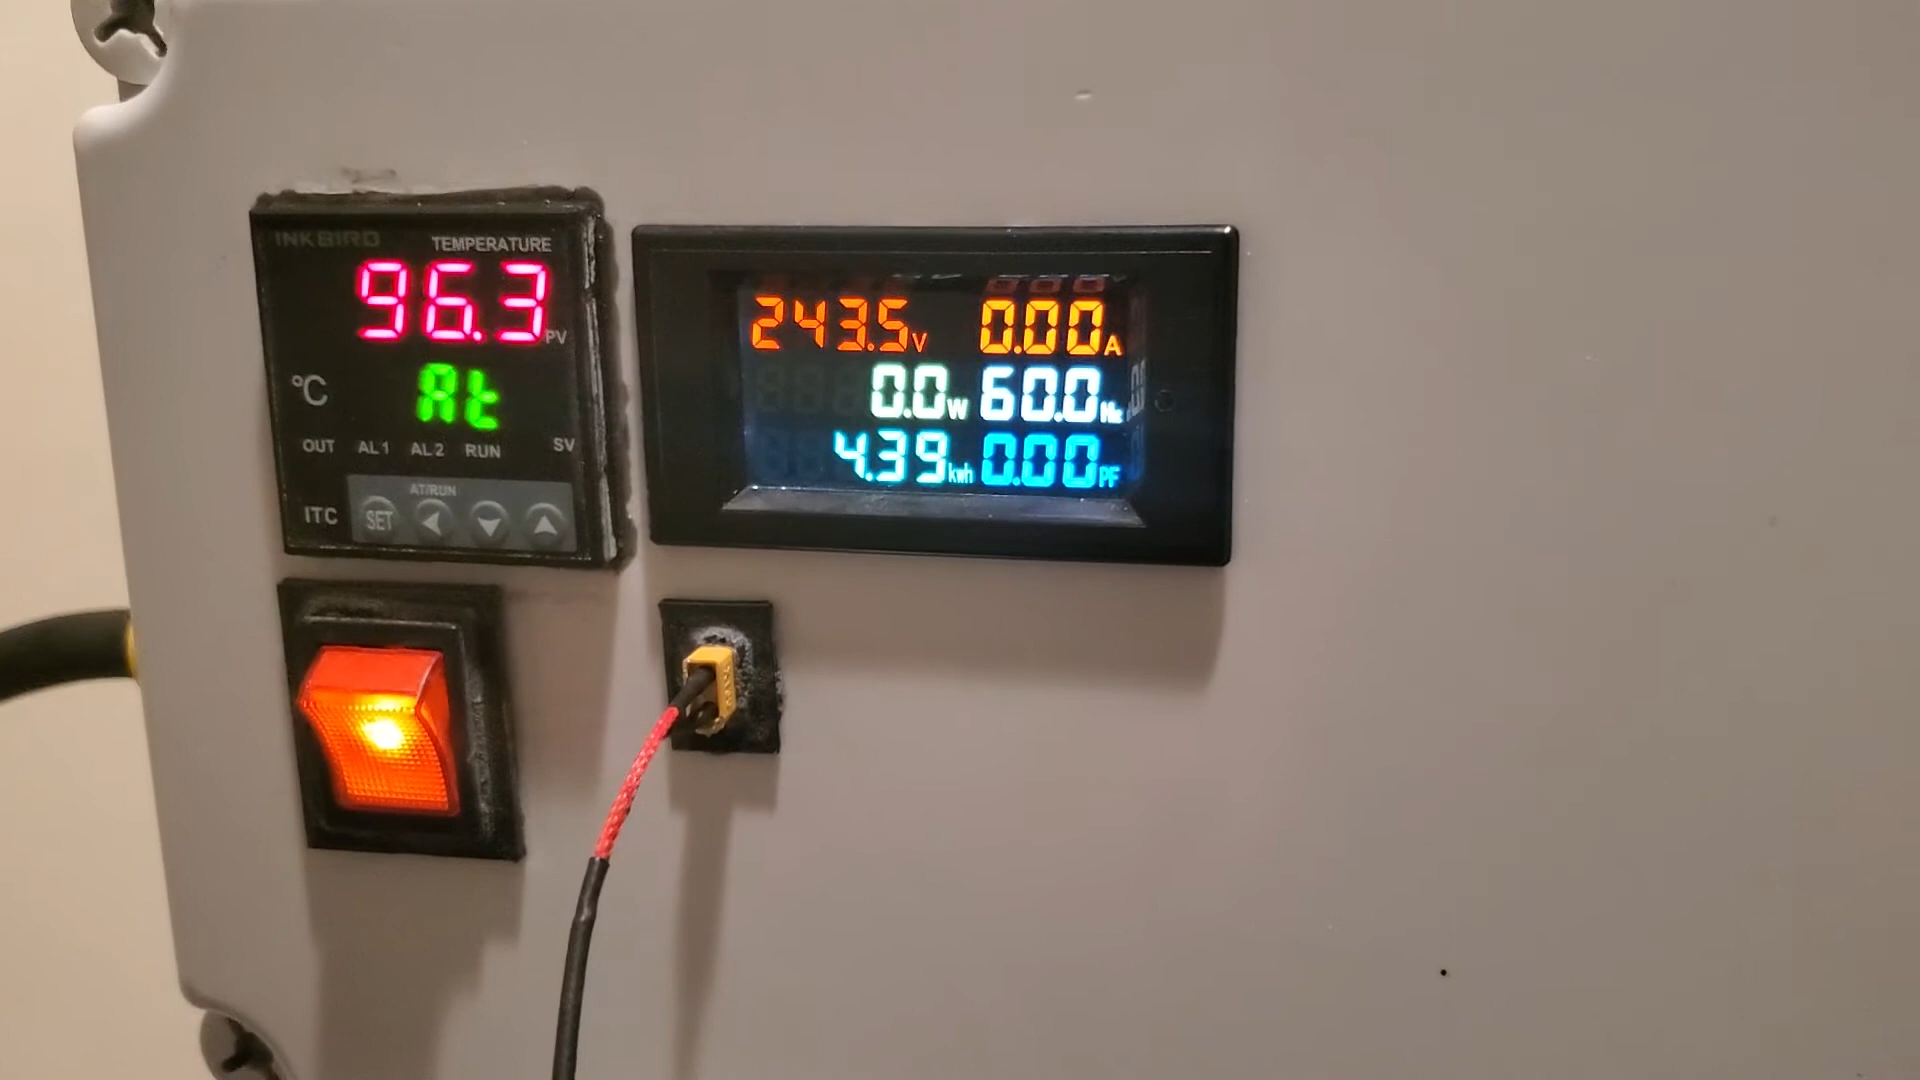 INKBIRD
TEMPERATURE
96.3 PV
At
°C
OUT AL1 AL2 RUN SV
AT/RUN
ITC SET
243.5V 0.00A
0.0W 60.0Hz
4.39kwh 0.00PF